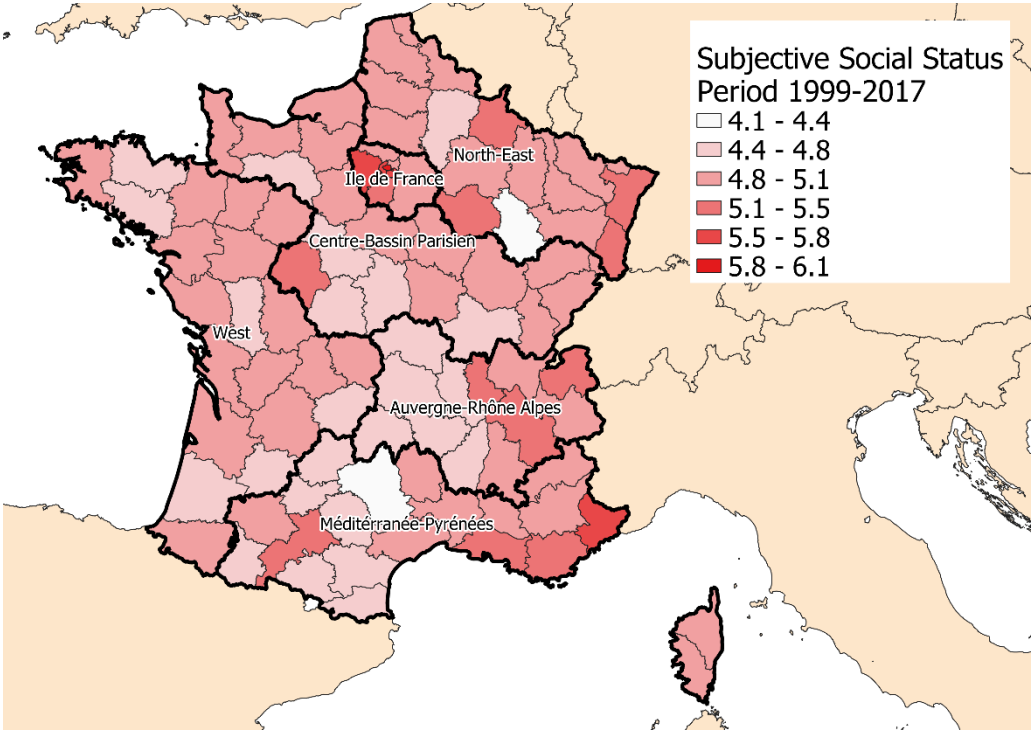 Subjective Social Status
Period 1999-2017
4.1 - 4.4
4.4 - 4.8
4.8 - 5.1
5.1 - 5.5
5.5 - 5.8
5.8 - 6.1
North-East
Ile de France
Centre-Bassin Parisien
West
Auvergne-Rhône Alpes
Méditérranée-Pyrénées